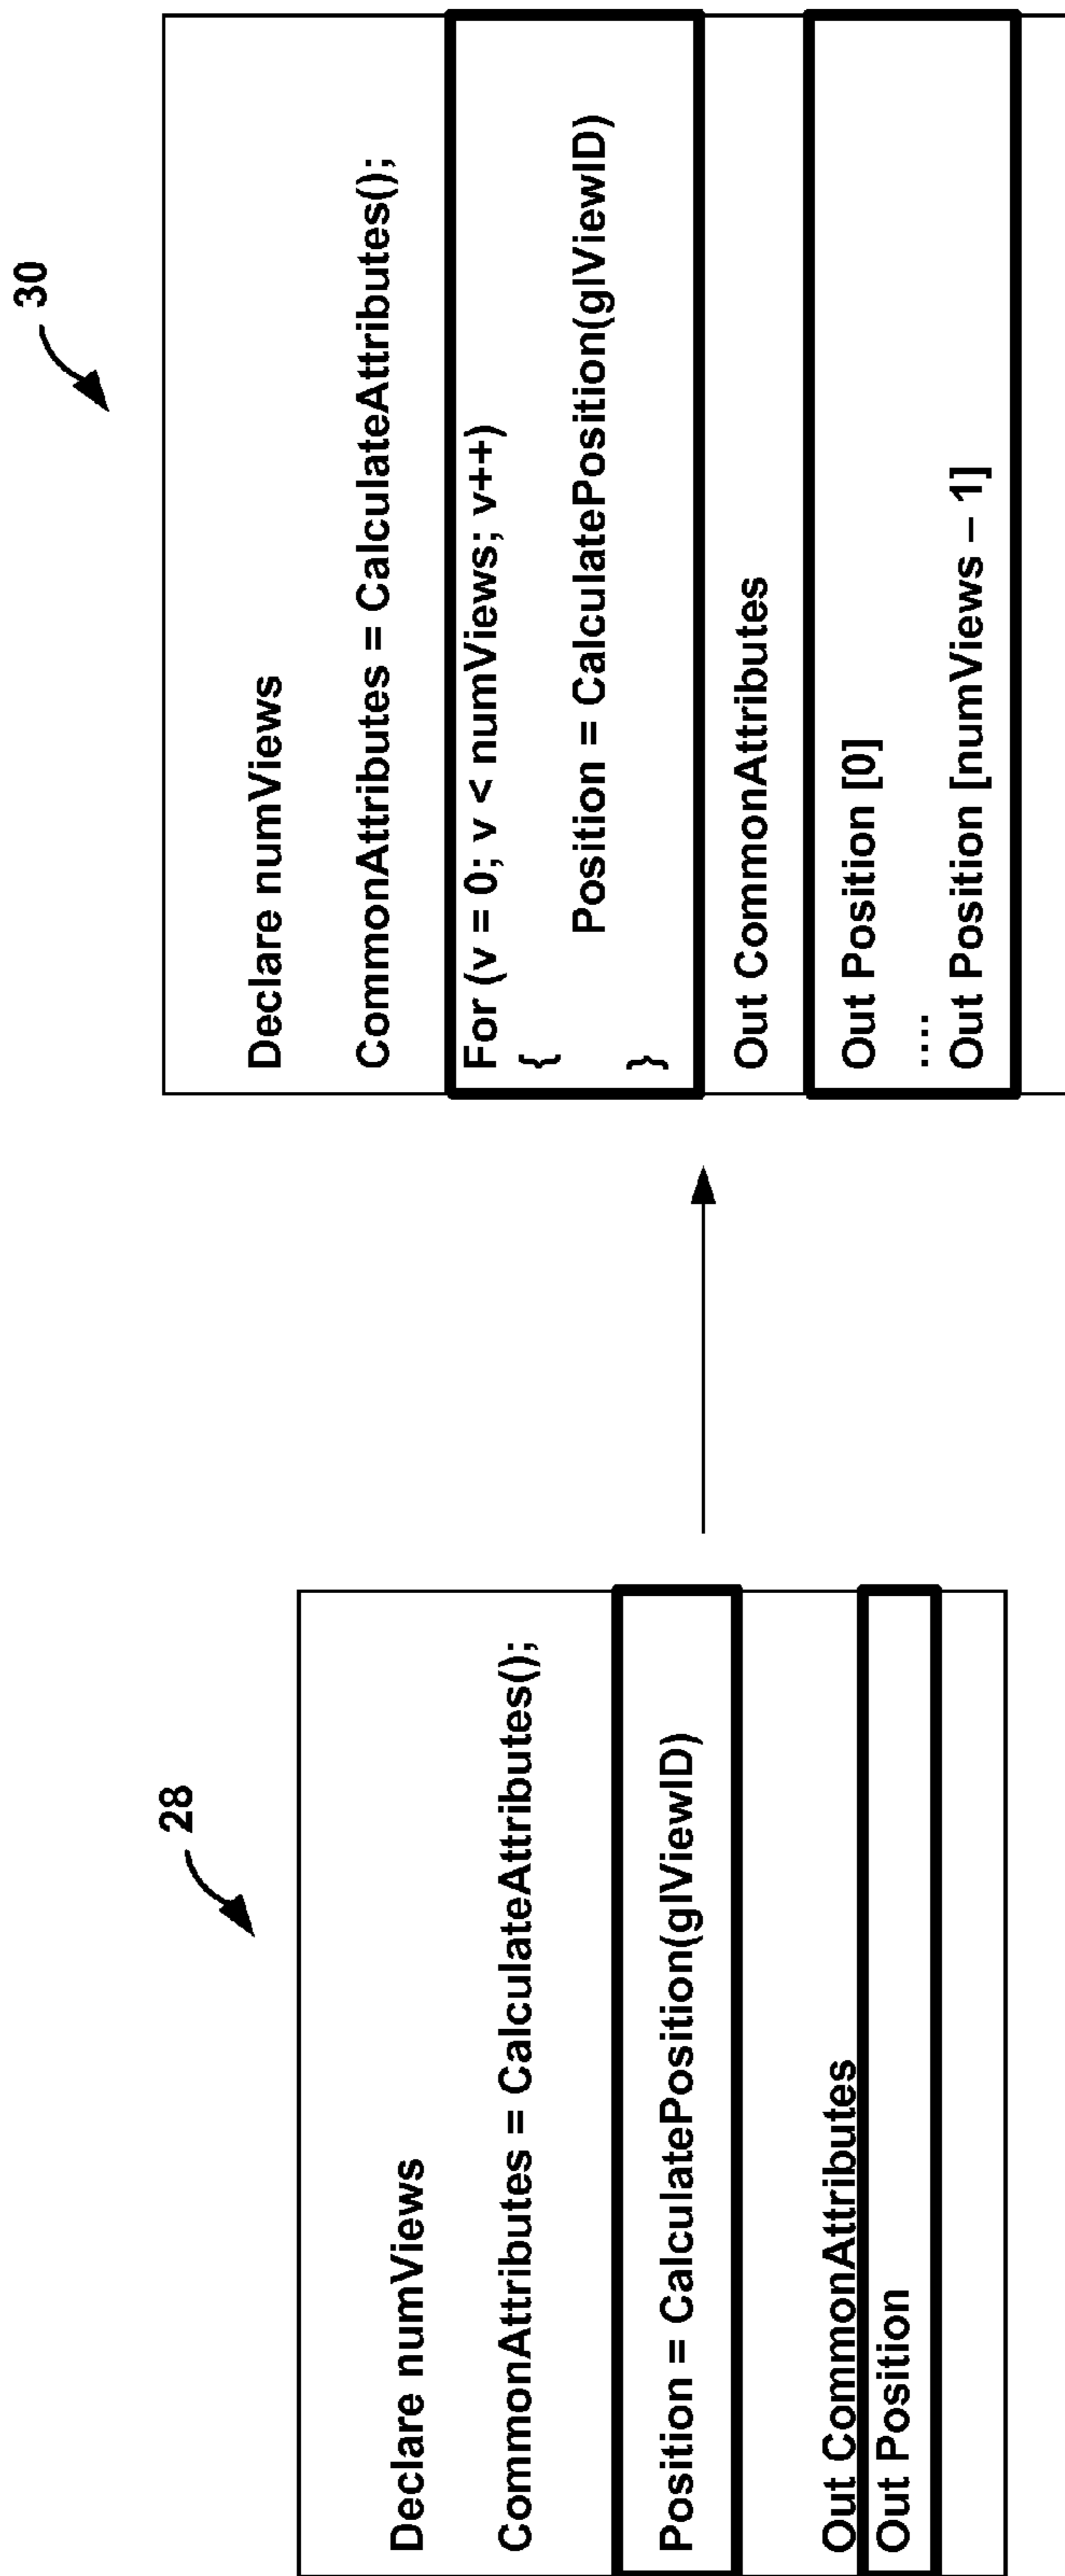 28
Declare numViews
CommonAttributes = CalculateAttributes();
Position = CalculatePosition(glViewID)
Out CommonAttributes
Out Position
30
Declare numViews
CommonAttributes = CalculateAttributes();
For (v = 0; v < numViews; v++)
{
Position = CalculatePosition(glViewID)
}
Out CommonAttributes
Out Position [0]
....
Out Position [numViews – 1]